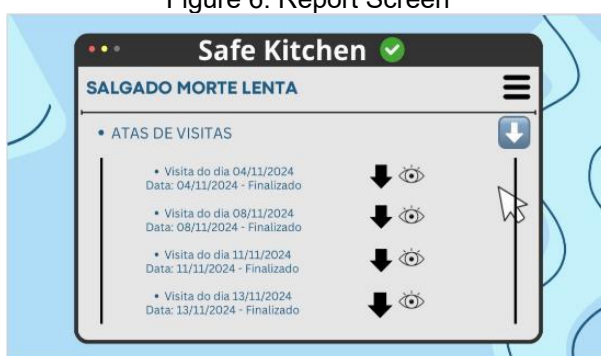 Figure 6. Report Screen
Safe Kitchen
SALGADO MORTE LENTA
• ATAS DE VISITAS
• Visita do dia 04/11/2024
Data: 04/11/2024 - Finalizado
• Visita do dia 08/11/2024
Data: 08/11/2024 - Finalizado
• Visita do dia 11/11/2024
Data: 11/11/2024 - Finalizado
• Visita do dia 13/11/2024
Data: 13/11/2024 - Finalizado